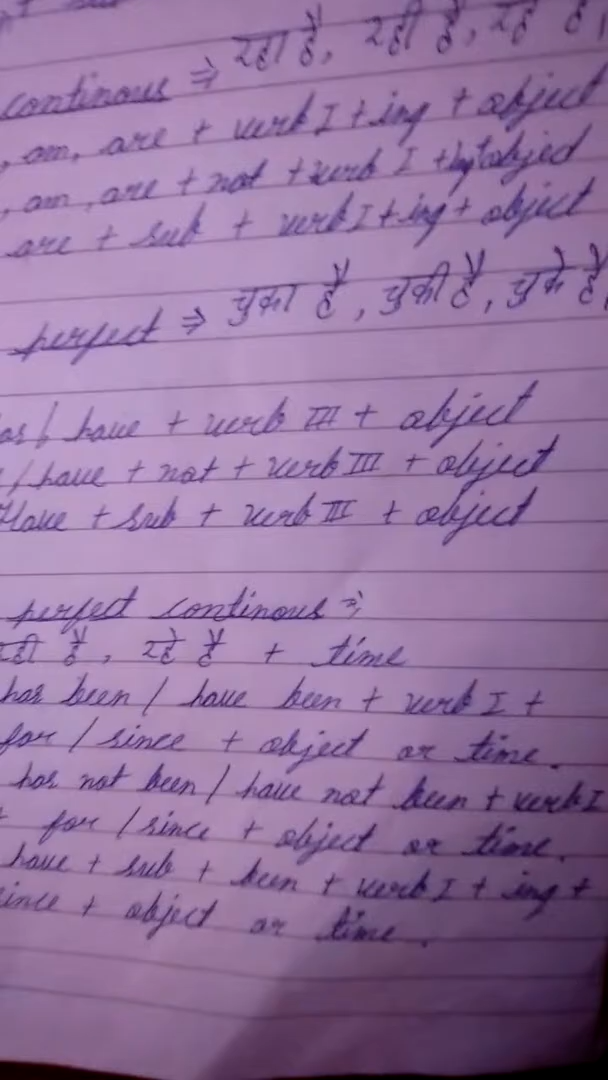 continous ⇒ रहा है, रही है, रहे हैं,
, am, are + verb I + ing + object
, am, are + not + verb I + ing + object
are + sub + verb I + ing + object
perfect ⇒ चुका है, चुकी है, चुके हैं,
as / have + verb III + object
/ have + not + verb III + object
Have + sub + verb III + object
perfect continous ⇒
रही है, रहे हैं + time
has been / have been + verb I +
for / since + object or time.
has not been / have not been + verb I
+ for / since + object or time.
have + sub + been + verb I + ing +
ince + object or time.